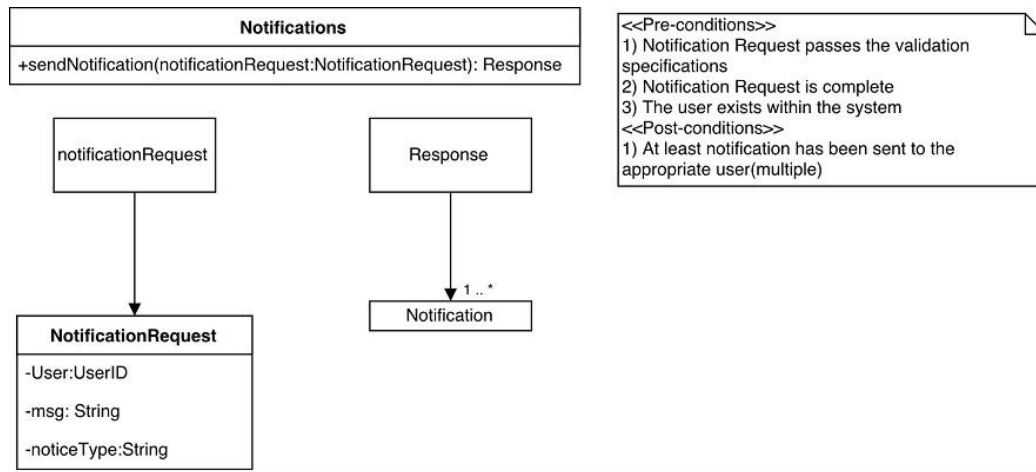 Notifications
+sendNotification(notificationRequest:NotificationRequest): Response
notificationRequest
Response
1 .. *
Notification
NotificationRequest
-User:UserID
-msg: String
-noticeType:String
<<Pre-conditions>>
1) Notification Request passes the validation
specifications
2) Notification Request is complete
3) The user exists within the system
<<Post-conditions>>
1) At least notification has been sent to the
appropriate user(multiple)